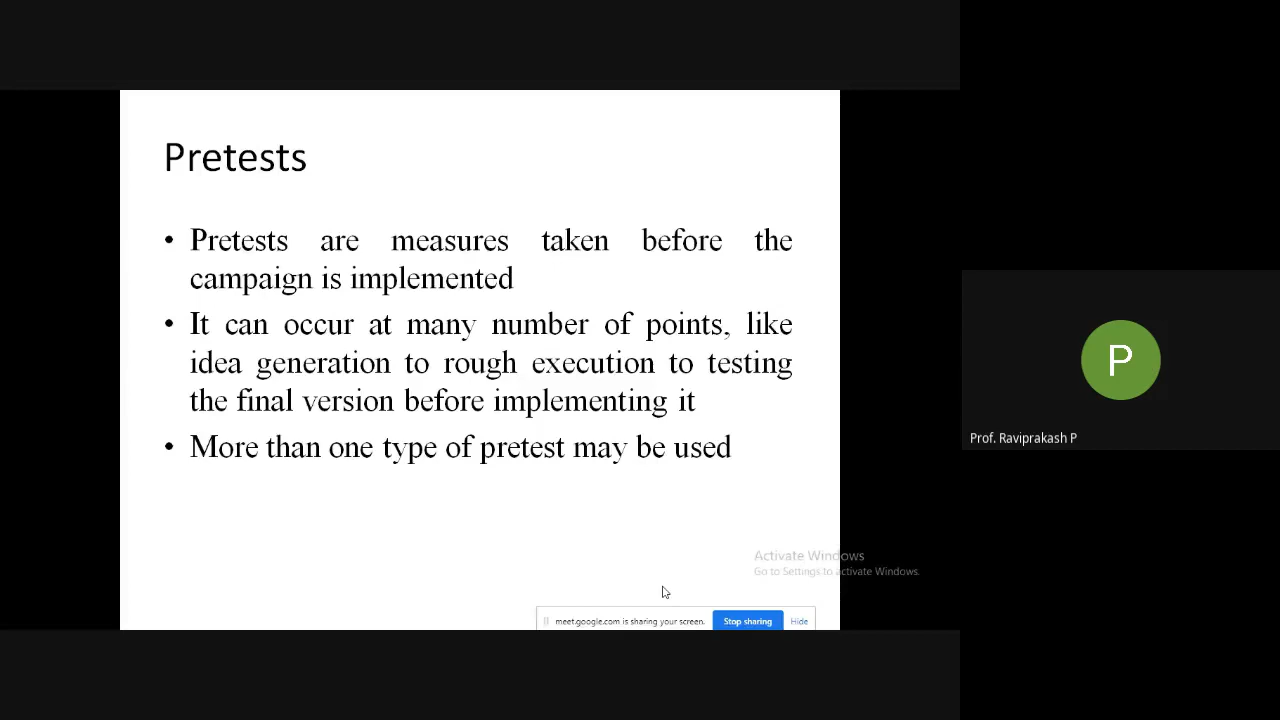 Pretests
• Pretests are measures taken before the
campaign is implemented
• It can occur at many number of points, like
idea generation to rough execution to testing
the final version before implementing it
• More than one type of pretest may be used
P
Prof. Raviprakash P
Activate Windows
Go to Settings to activate Windows.
meet.google.com is sharing your screen.
Stop sharing
Hide